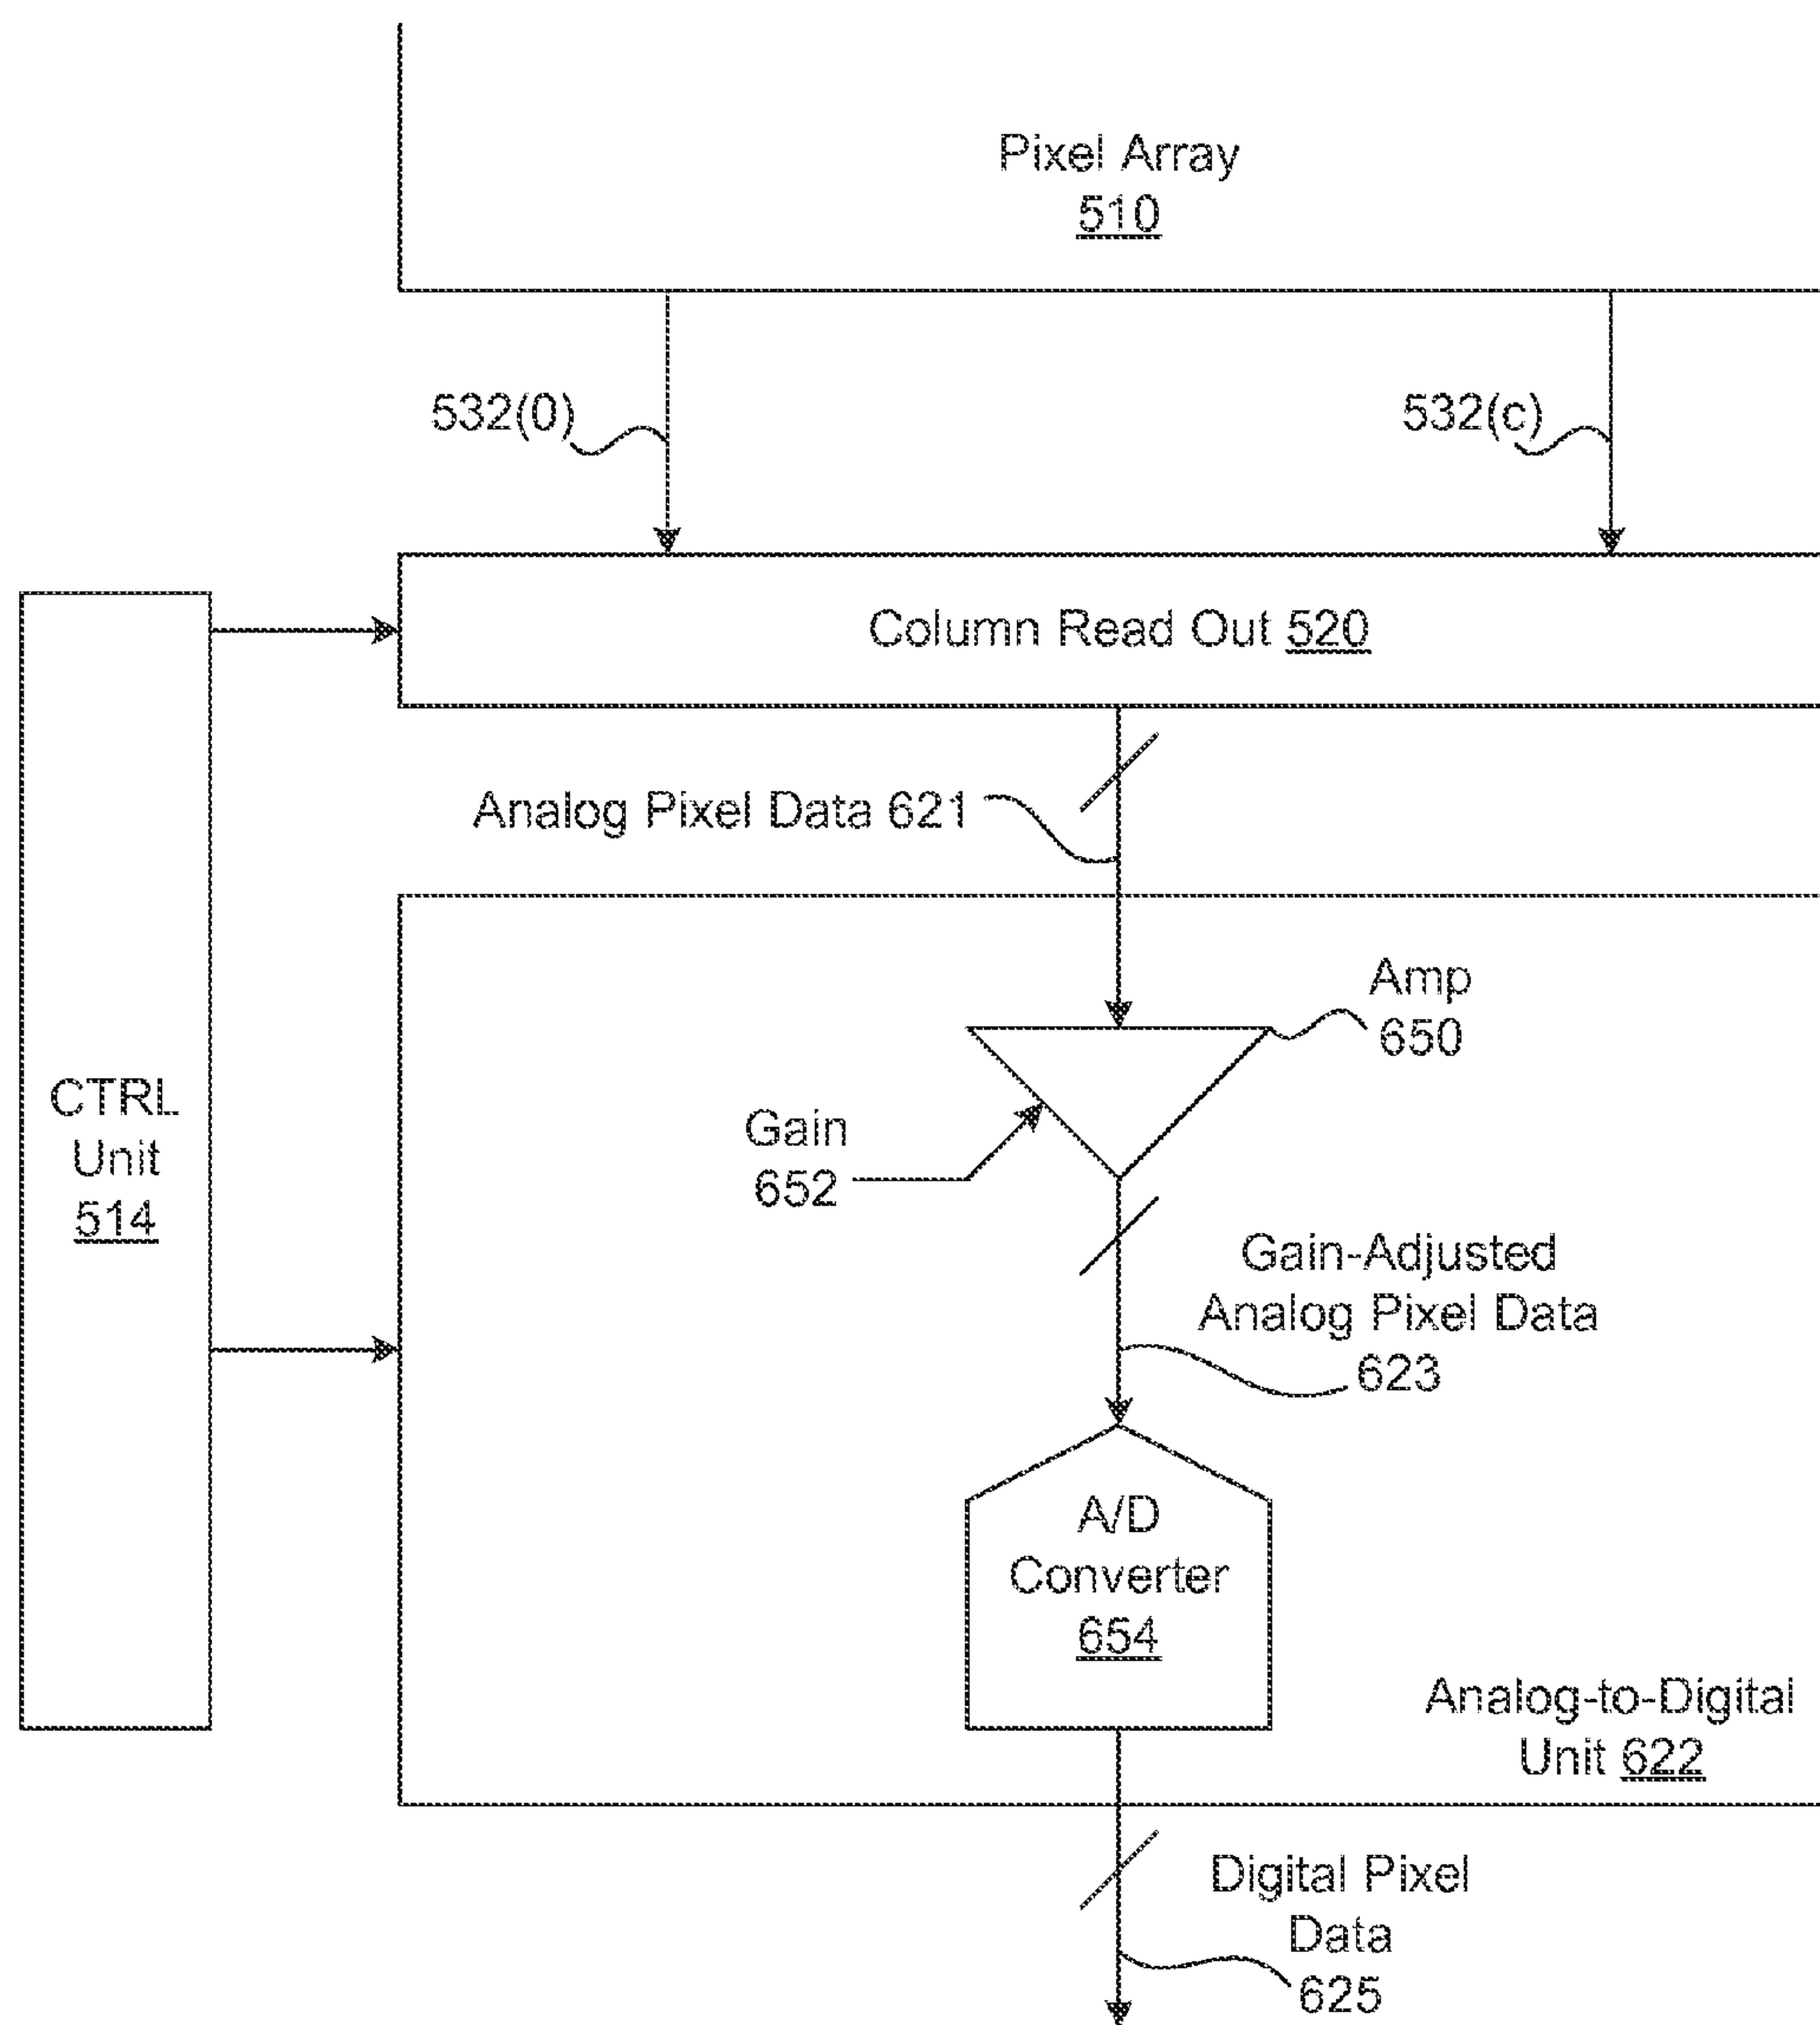 Pixel Array
510
532(0)
532(c)
Column Read Out 520
Analog Pixel Data 621
Amp
650
CTRL
Unit
514
Gain
652
Gain-Adjusted
Analog Pixel Data
623
A/D
Converter
654
Analog-to-Digital
Unit 622
Digital Pixel
Data
625